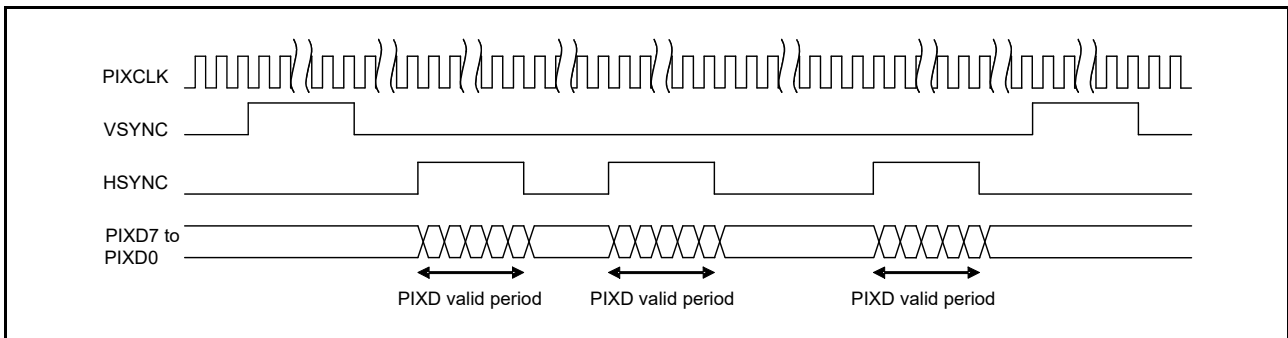 PIXCLK
VSYNC
HSYNC
PIXD7 to
PIXD0
PIXD valid period PIXD valid period PIXD valid period